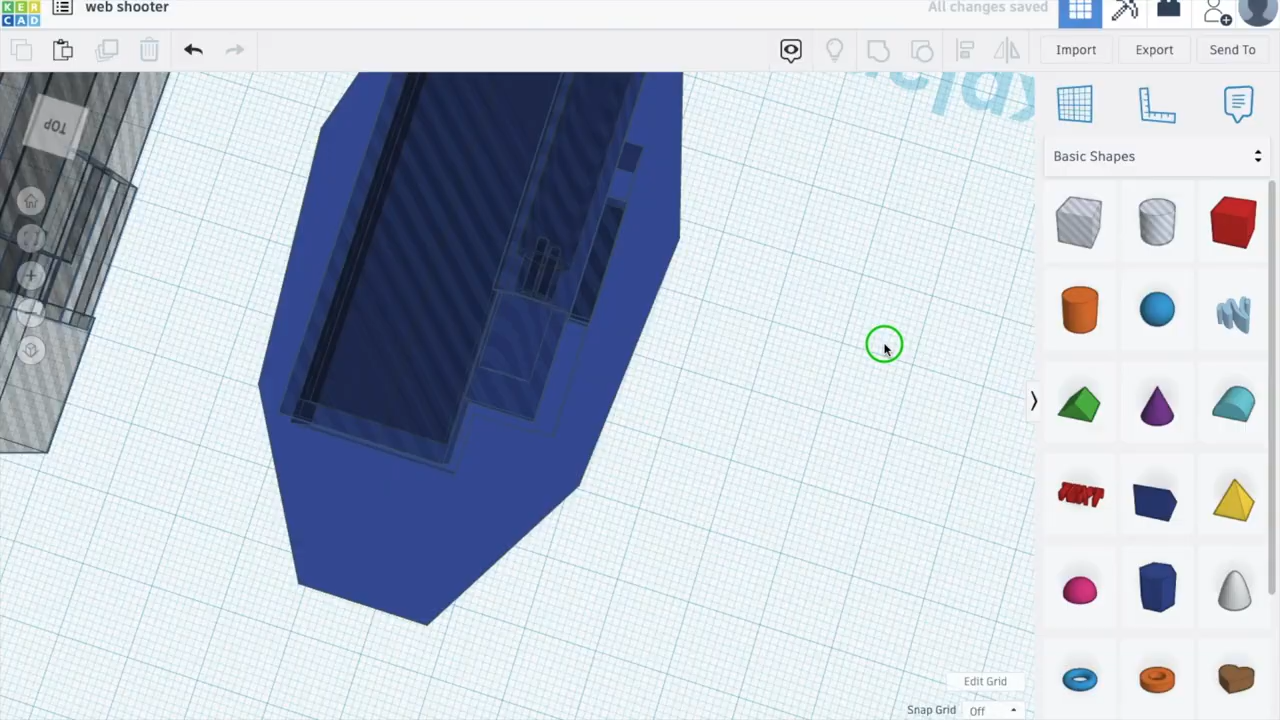 KER
CAD
web shooter
All changes saved
Import
Export
Send To
TOP
Basic Shapes
TEXT
Edit Grid
Snap Grid
Off